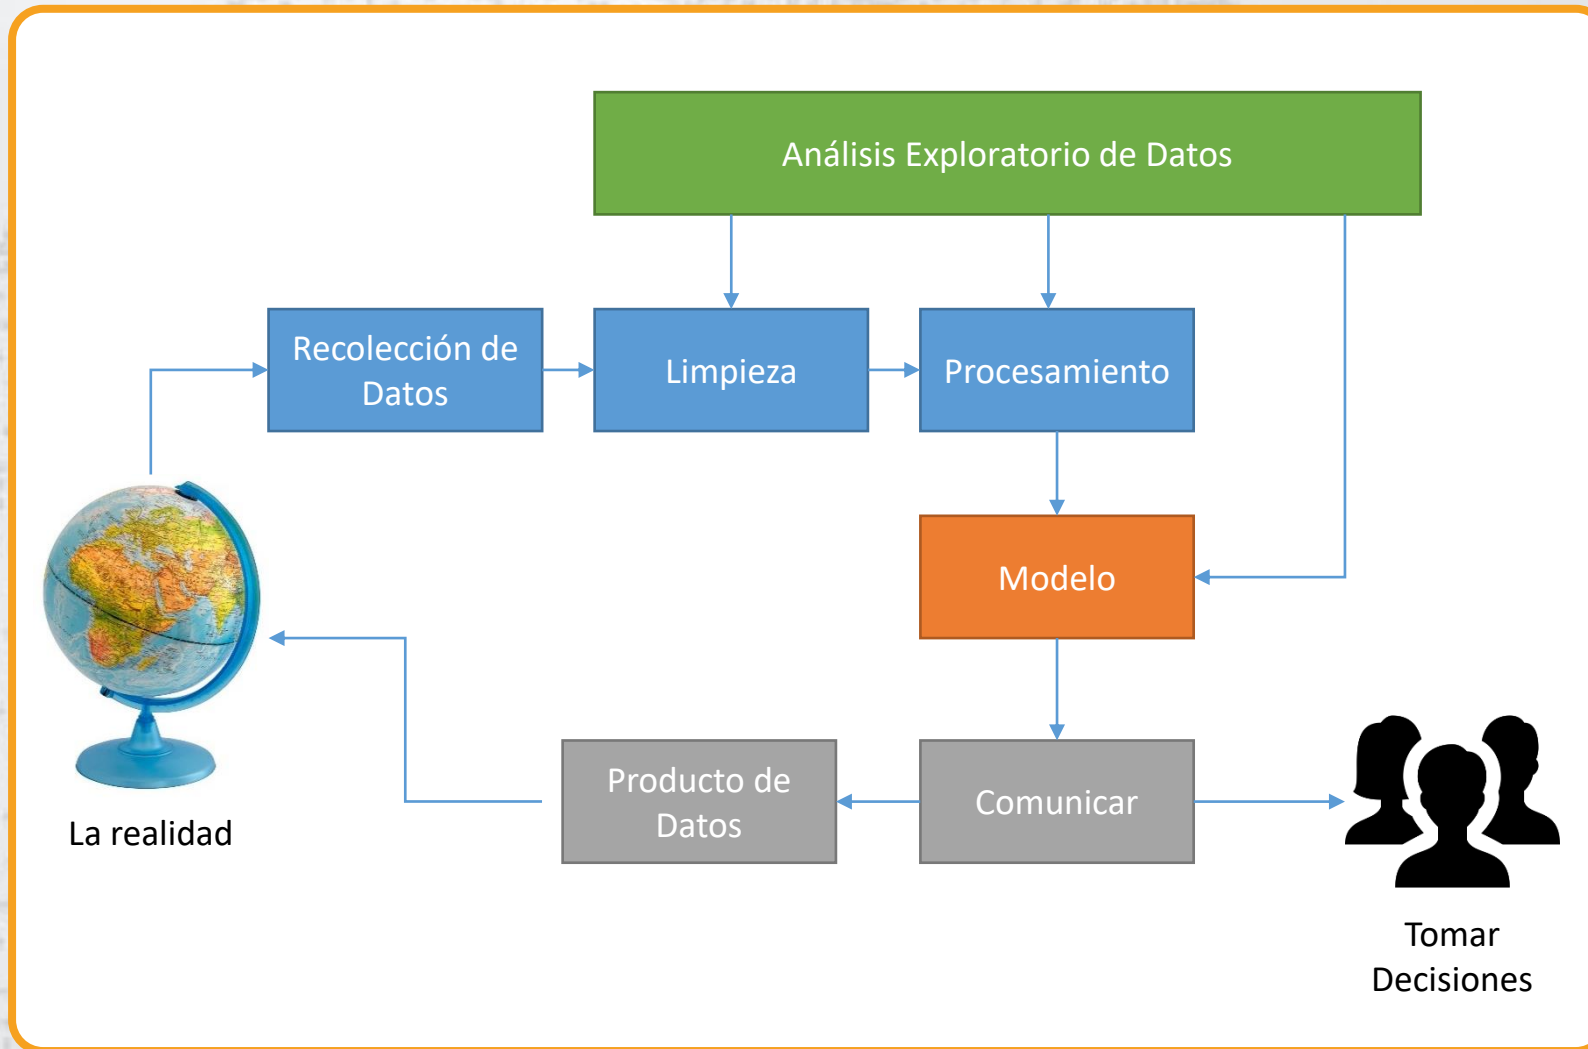 Análisis Exploratorio de Datos
Recolección de
Datos
Limpieza
Procesamiento
Modelo
Producto de
Datos
Comunicar
La realidad
Tomar
Decisiones